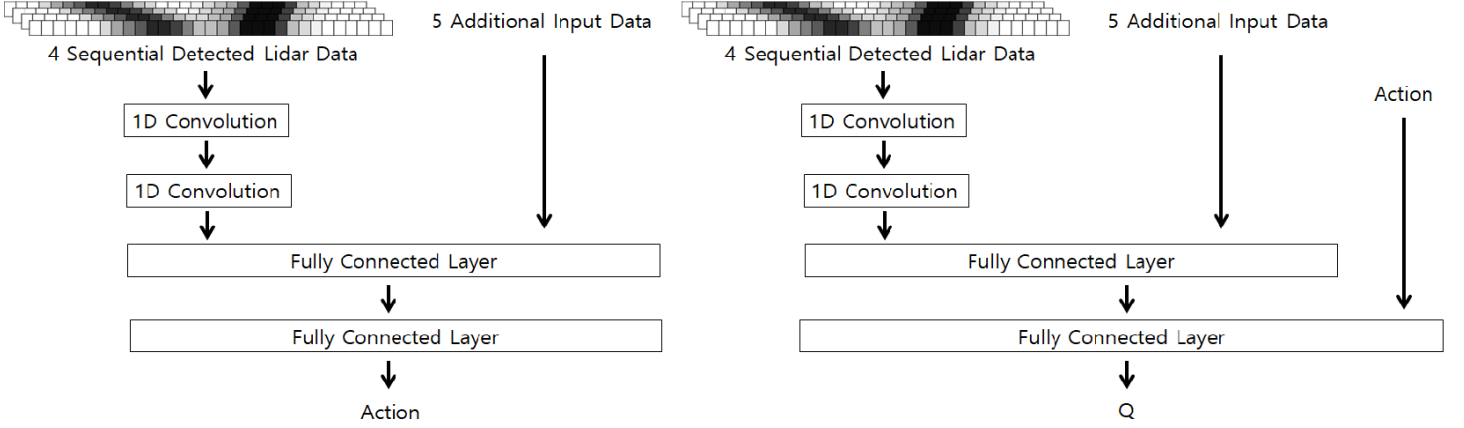 5 Additional Input Data
4 Sequential Detected Lidar Data
1D Convolution
1D Convolution
Fully Connected Layer
Fully Connected Layer
Action
5 Additional Input Data
4 Sequential Detected Lidar Data
Action
1D Convolution
1D Convolution
Fully Connected Layer
Fully Connected Layer
Q